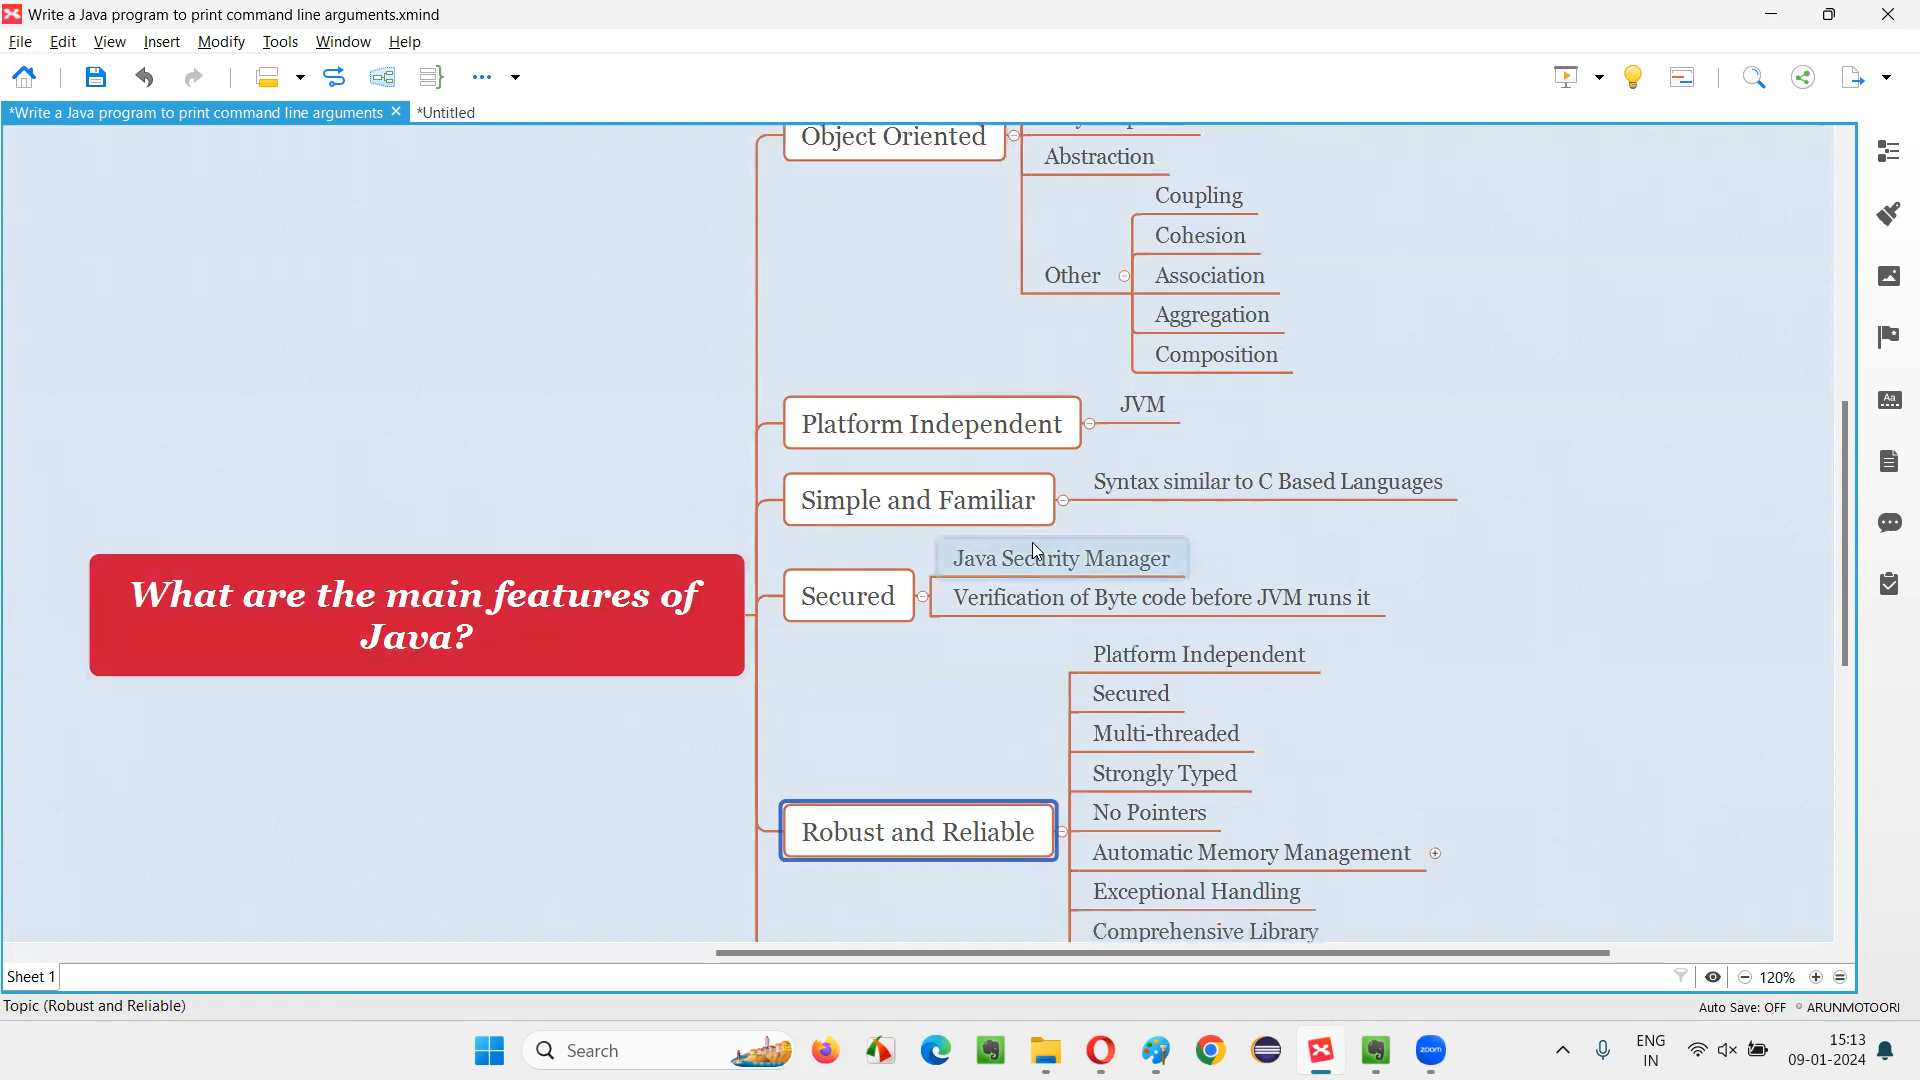 Write a Java program to print command line arguments.xmind
File Edit View Insert Modify Tools Window Help
*Write a Java program to print command line arguments *Untitled
Object Oriented
Abstraction
Other
Coupling
Cohesion
Association
Aggregation
Composition
Platform Independent
JVM
Simple and Familiar
Syntax similar to C Based Languages
What are the main features of
Java?
Secured
Java Security Manager
Verification of Byte code before JVM runs it
Robust and Reliable
Platform Independent
Secured
Multi-threaded
Strongly Typed
No Pointers
Automatic Memory Management
Exceptional Handling
Comprehensive Library
Sheet 1
120%
Topic (Robust and Reliable)
Auto Save: OFF ARUNMOTOORI
Search
zoom
ENG
IN
15:13
09-01-2024